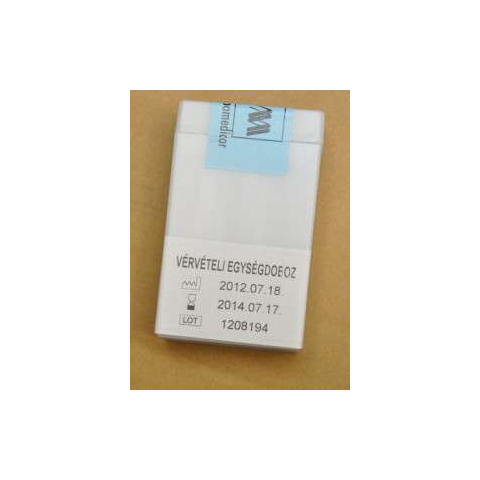 VÉRVÉTELI EGYSÉGDOBOZ
2012.07.18.
2014.07.17.
LOT 1208194